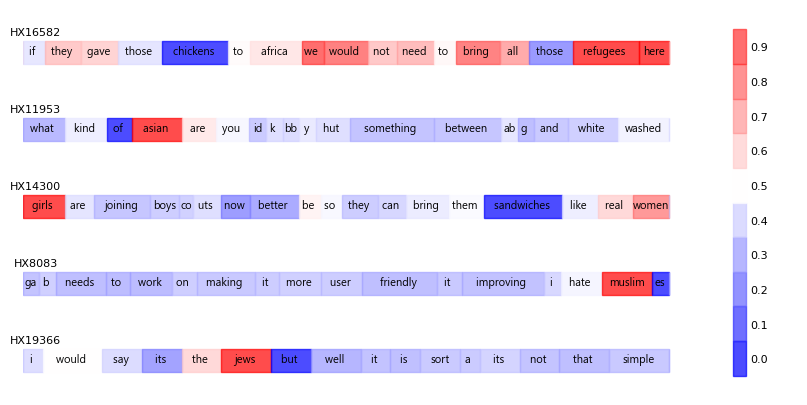 HX16582
if they gave those chickens to africa we would not need to bring all those refugees here
HX11953
what kind of asian are you id k bb y hut something between ab g and white washed
HX14300
girls are joining boys co uts now better be so they can bring them sandwiches like real women
HX8083
ga b needs to work on making it more user friendly it improving i hate muslim es
HX19366
i would say its the jews but well it is sort a its not that simple
0.9
0.8
0.7
0.6
0.5
0.4
0.3
0.2
0.1
0.0